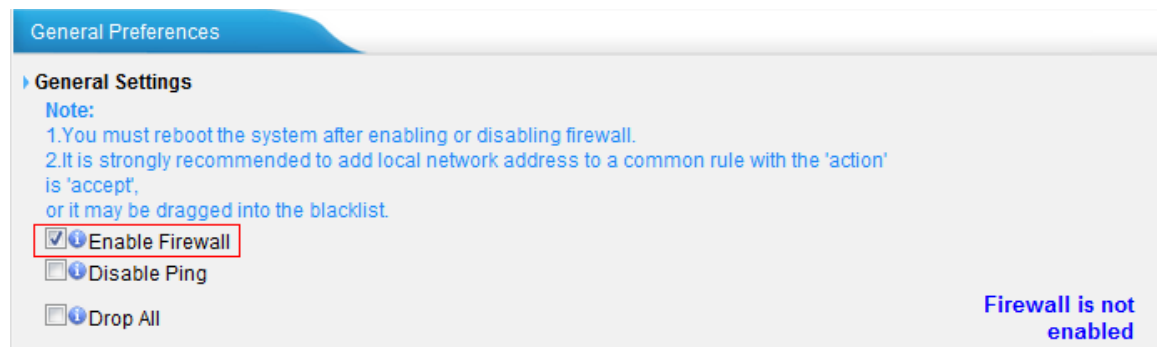 General Preferences
General Settings
Note:
1.You must reboot the system after enabling or disabling firewall.
2.It is strongly recommended to add local network address to a common rule with the 'action'
is 'accept',
or it may be dragged into the blacklist.
Enable Firewall
Disable Ping
Drop All
Firewall is not
enabled